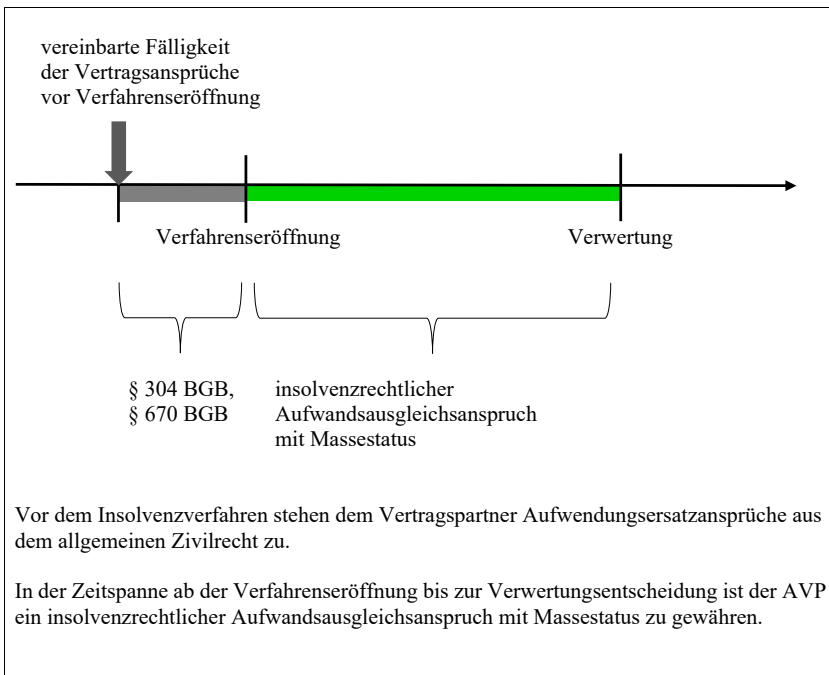 vereinbarte Fälligkeit
der Vertragsansprüche
vor Verfahrenseröffnung
Verfahrenseröffnung
Verwertung
§ 304 BGB,
§ 670 BGB
insolvenzrechtlicher
Aufwandsausgleichsanspruch
mit Massestatus
Vor dem Insolvenzverfahren stehen dem Vertragspartner Aufwendungsersatzansprüche aus
dem allgemeinen Zivilrecht zu.
In der Zeitspanne ab der Verfahrenseröffnung bis zur Verwertungsentscheidung ist der AVP
ein insolvenzrechtlicher Aufwandsausgleichsanspruch mit Massestatus zu gewähren.